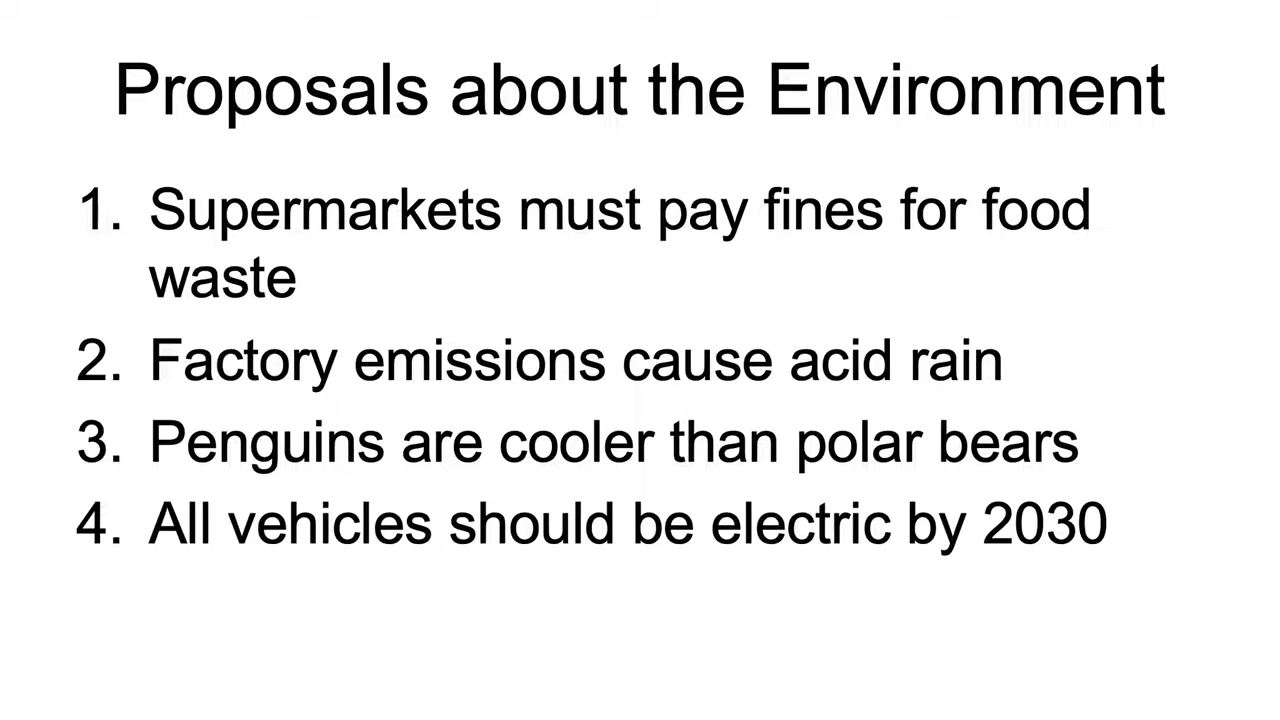 Proposals about the Environment
1. Supermarkets must pay fines for food
waste
2. Factory emissions cause acid rain
3. Penguins are cooler than polar bears
4. All vehicles should be electric by 2030